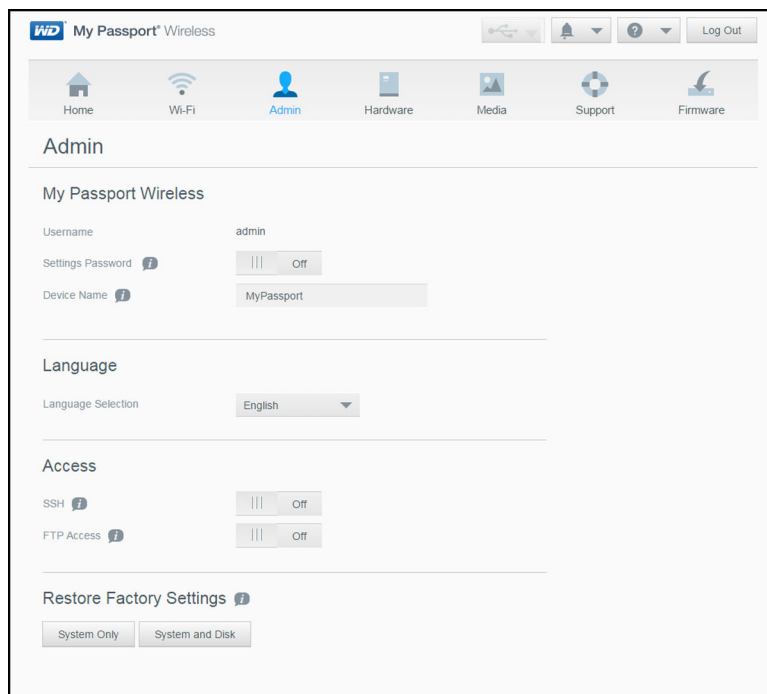 WD My Passport® Wireless
? Log Out
Home Wi-Fi Admin Hardware Media Support Firmware
Admin
My Passport Wireless
Username admin
Settings Password i Off
Device Name i MyPassport
Language
Language Selection English
Access
SSH i Off
FTP Access i Off
Restore Factory Settings i
System Only System and Disk